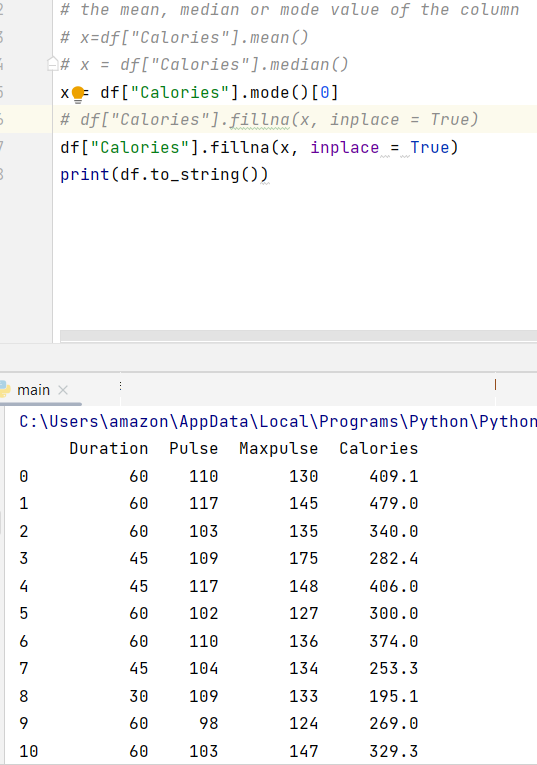 # the mean, median or mode value of the column
# x=df["Calories"].mean()
# x = df["Calories"].median()
x = df["Calories"].mode()[0]
# df["Calories"].fillna(x, inplace = True)
df["Calories"].fillna(x, inplace = True)
print(df.to_string())
main
C:\Users\amazon\AppData\Local\Programs\Python\Python
Duration Pulse Maxpulse Calories
0 60 110 130 409.1
1 60 117 145 479.0
2 60 103 135 340.0
3 45 109 175 282.4
4 45 117 148 406.0
5 60 102 127 300.0
6 60 110 136 374.0
7 45 104 134 253.3
8 30 109 133 195.1
9 60 98 124 269.0
10 60 103 147 329.3